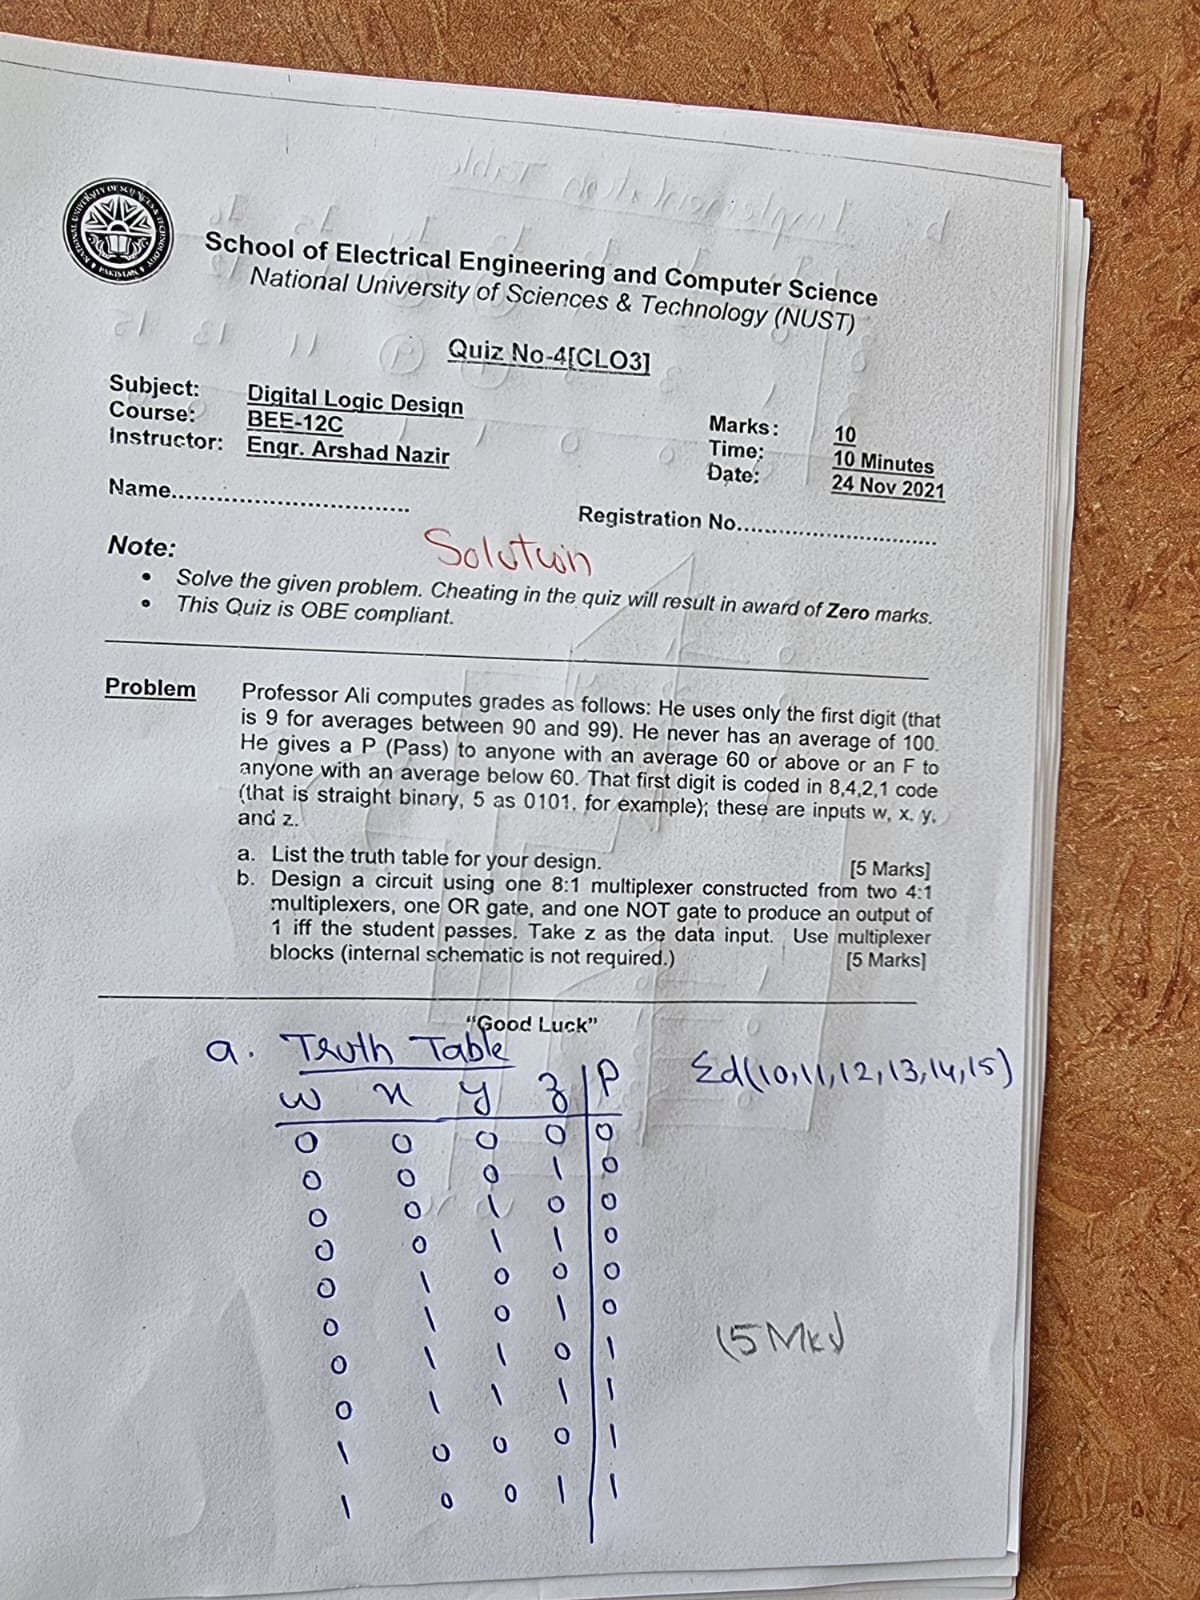 NATIONAL UNIVERSITY OF SCIENCES & TECHNOLOGY
PAKISTAN
School of Electrical Engineering and Computer Science
National University of Sciences & Technology (NUST)
Quiz No-4[CLO3]
Subject: Digital Logic Design
Course: BEE-12C
Instructor: Engr. Arshad Nazir
Marks: 10
Time: 10 Minutes
Date: 24 Nov 2021
Name.................................
Registration No..............................
Solution
Note:
• Solve the given problem. Cheating in the quiz will result in award of Zero marks.
• This Quiz is OBE compliant.
Problem Professor Ali computes grades as follows: He uses only the first digit (that
is 9 for averages between 90 and 99). He never has an average of 100.
He gives a P (Pass) to anyone with an average 60 or above or an F to
anyone with an average below 60. That first digit is coded in 8,4,2,1 code
(that is straight binary, 5 as 0101, for example); these are inputs w, x, y,
and z.
a. List the truth table for your design. [5 Marks]
b. Design a circuit using one 8:1 multiplexer constructed from two 4:1
multiplexers, one OR gate, and one NOT gate to produce an output of
1 iff the student passes. Take z as the data input. Use multiplexer
blocks (internal schematic is not required.) [5 Marks]
"Good Luck"
a. Truth Table
Σd(10,11,12,13,14,15)
w x y z P
0 0 0 0 0
0 0 0 1 0
0 0 1 0 0
0 0 1 1 0
0 1 0 0 0
0 1 0 1 0
0 1 1 0 1
0 1 1 1 1
1 0 0 0 1
1 0 0 1 1
(5 Mks)